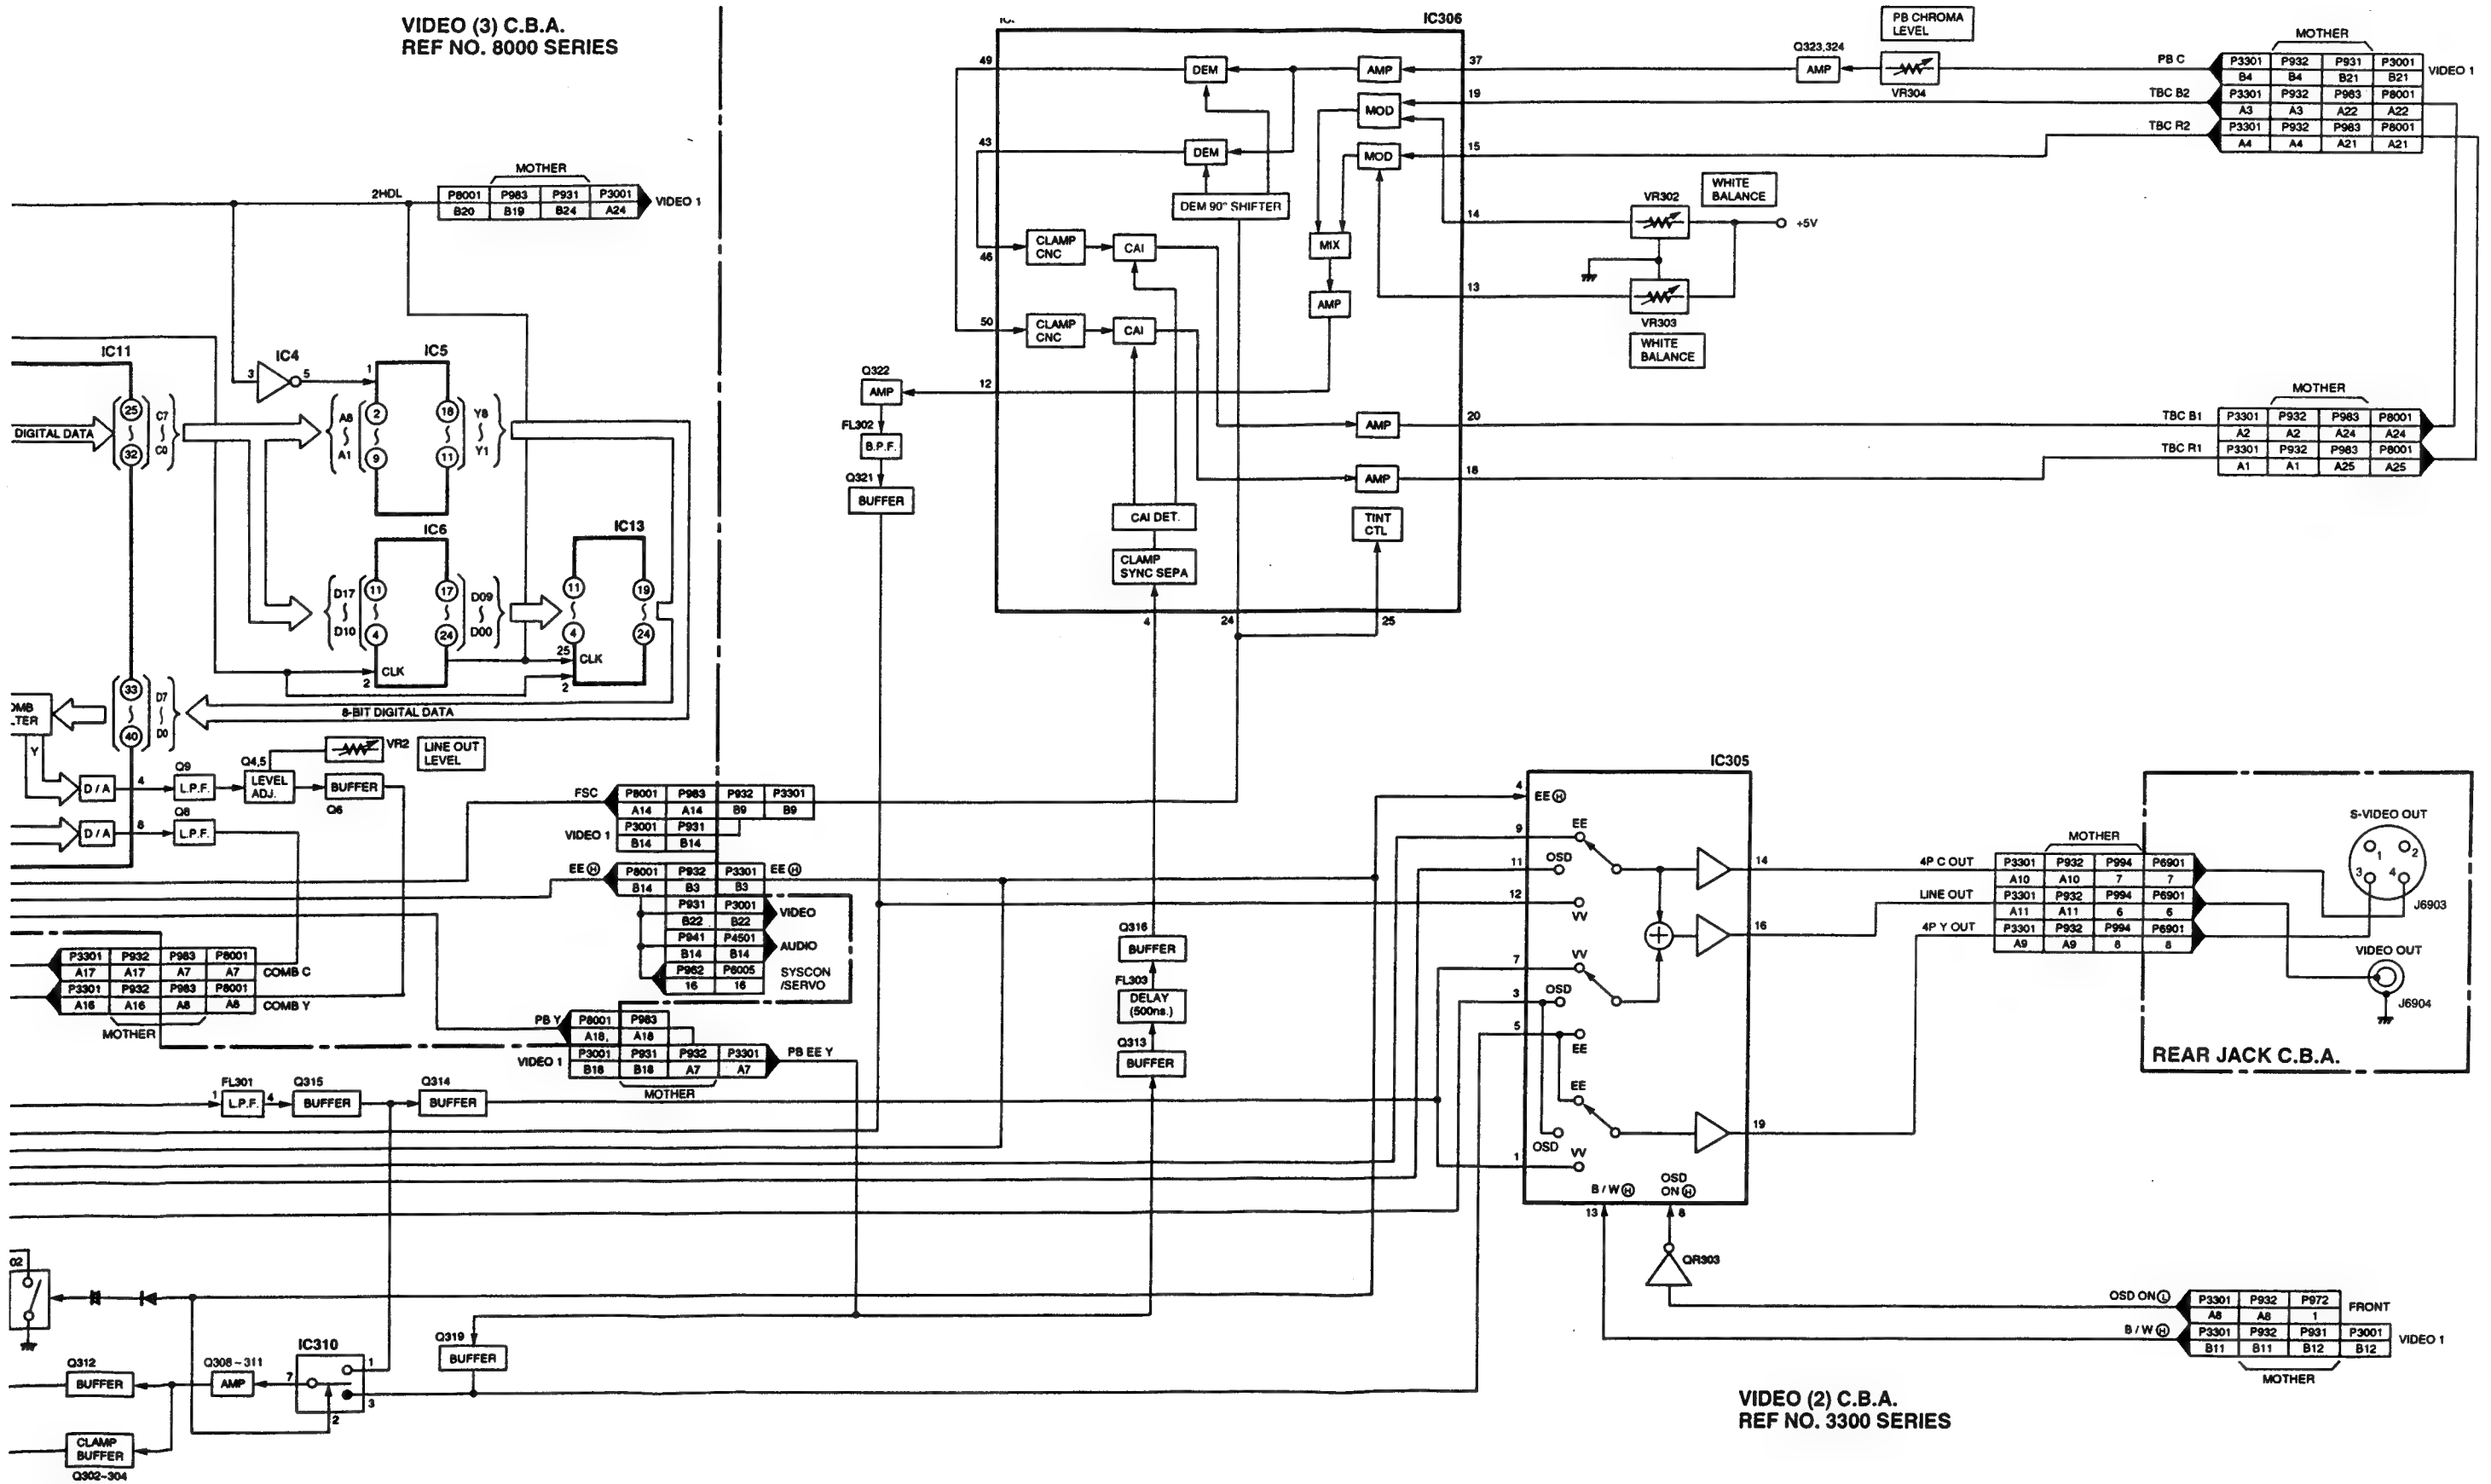 VIDEO (3) C.B.A.
REF NO. 8000 SERIES
MOTHER
2HDL
P8001 P983 P931 P3001
B20 B19 B24 A24
VIDEO 1
IC11
IC4
3 5
IC5
1
DIGITAL DATA
25 32
C7 C0
A8 A1
2 9
18 11
Y8 Y1
IC6
D17 D10
11 4
17 24
D09 D00
CLK
2
IC13
11 4
19 24
25 CLK
2
33 40
D7 D0
8-BIT DIGITAL DATA
Y
D/A
4
Q9
L.P.F.
Q4,5
LEVEL
ADJ.
VR2
LINE OUT
LEVEL
BUFFER
Q6
D/A
8
Q8
L.P.F.
FSC
P8001 P983 P932 P3301
A14 A14 B9 B9
VIDEO 1
P3001 P931
B14 B14
EE(H)
P8001 P932 P3301
B14 B3 B3
EE(H)
P931 P3001
B22 B22
VIDEO
P941 P4501
B14 B14
AUDIO
P962 P6005
16 16
SYSCON
/SERVO
P3301 P932 P983 P8001
A17 A17 A7 A7
COMB C
P3301 P932 P983 P8001
A16 A16 A8 A8
COMB Y
MOTHER
PB Y
P8001 P983
A18, A18
VIDEO 1
P3001 P931 P932 P3301
B18 B18 A7 A7
PB EE Y
MOTHER
FL301
1
L.P.F.
4
Q315
BUFFER
Q314
BUFFER
02
Q319
BUFFER
IC310
1
7
3
2
Q312
BUFFER
Q308~311
AMP
CLAMP
BUFFER
Q302~304
IC306
49
DEM
AMP
37
Q323,324
AMP
PB CHROMA
LEVEL
VR304
PB C
MOTHER
P3301 P932 P931 P3001
B4 B4 B21 B21
VIDEO 1
19
MOD
TBC B2
P3301 P932 P983 P8001
A3 A3 A22 A22
43
DEM
MOD
15
TBC R2
P3301 P932 P983 P8001
A4 A4 A21 A21
DEM 90° SHIFTER
14
VR302
WHITE
BALANCE
+5V
46
CLAMP
CNC
CAI
MIX
13
VR303
WHITE
BALANCE
AMP
50
CLAMP
CNC
CAI
Q322
AMP
12
FL302
B.P.F.
Q321
BUFFER
AMP
20
TBC B1
MOTHER
P3301 P932 P983 P8001
A2 A2 A24 A24
AMP
18
TBC R1
P3301 P932 P983 P8001
A1 A1 A25 A25
CAI DET.
TINT
CTL
CLAMP
SYNC SEPA
4 24 25
Q316
BUFFER
FL303
DELAY
(500ns.)
Q313
BUFFER
IC305
4
EE(H)
9
EE
11
OSD
12
VV
14
16
7
VV
3
OSD
5
EE
EE
OSD
1
VV
19
B/W(H)
OSD
ON(H)
13 8
QR303
4P C OUT
MOTHER
P3301 P932 P994 P6901
A10 A10 7 7
LINE OUT
P3301 P932 P994 P6901
A11 A11 6 6
4P Y OUT
P3301 P932 P994 P6901
A9 A9 8 8
S-VIDEO OUT
1 2
3 4
J6903
VIDEO OUT
J6904
REAR JACK C.B.A.
OSD ON(L)
P3301 P932 P972
A8 A8 1
FRONT
B/W(H)
P3301 P932 P931 P3001
B11 B11 B12 B12
VIDEO 1
MOTHER
VIDEO (2) C.B.A.
REF NO. 3300 SERIES